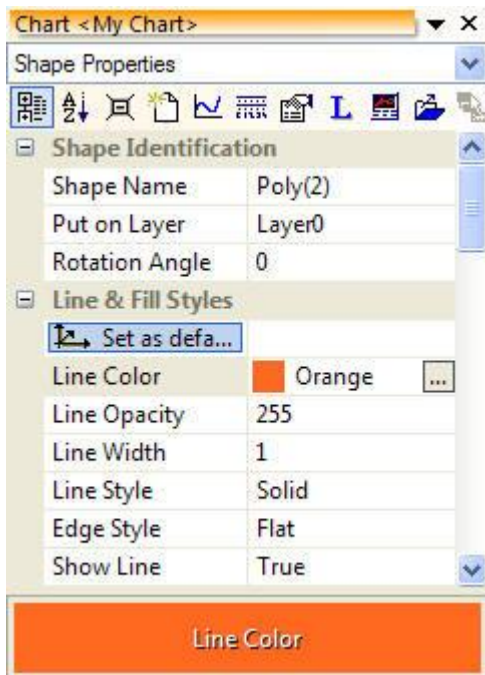 Chart <My Chart>
Shape Properties
A Z L
Shape Identification
Shape Name Poly(2)
Put on Layer Layer0
Rotation Angle 0
Line & Fill Styles
Set as defa...
Line Color Orange ...
Line Opacity 255
Line Width 1
Line Style Solid
Edge Style Flat
Show Line True
Line Color